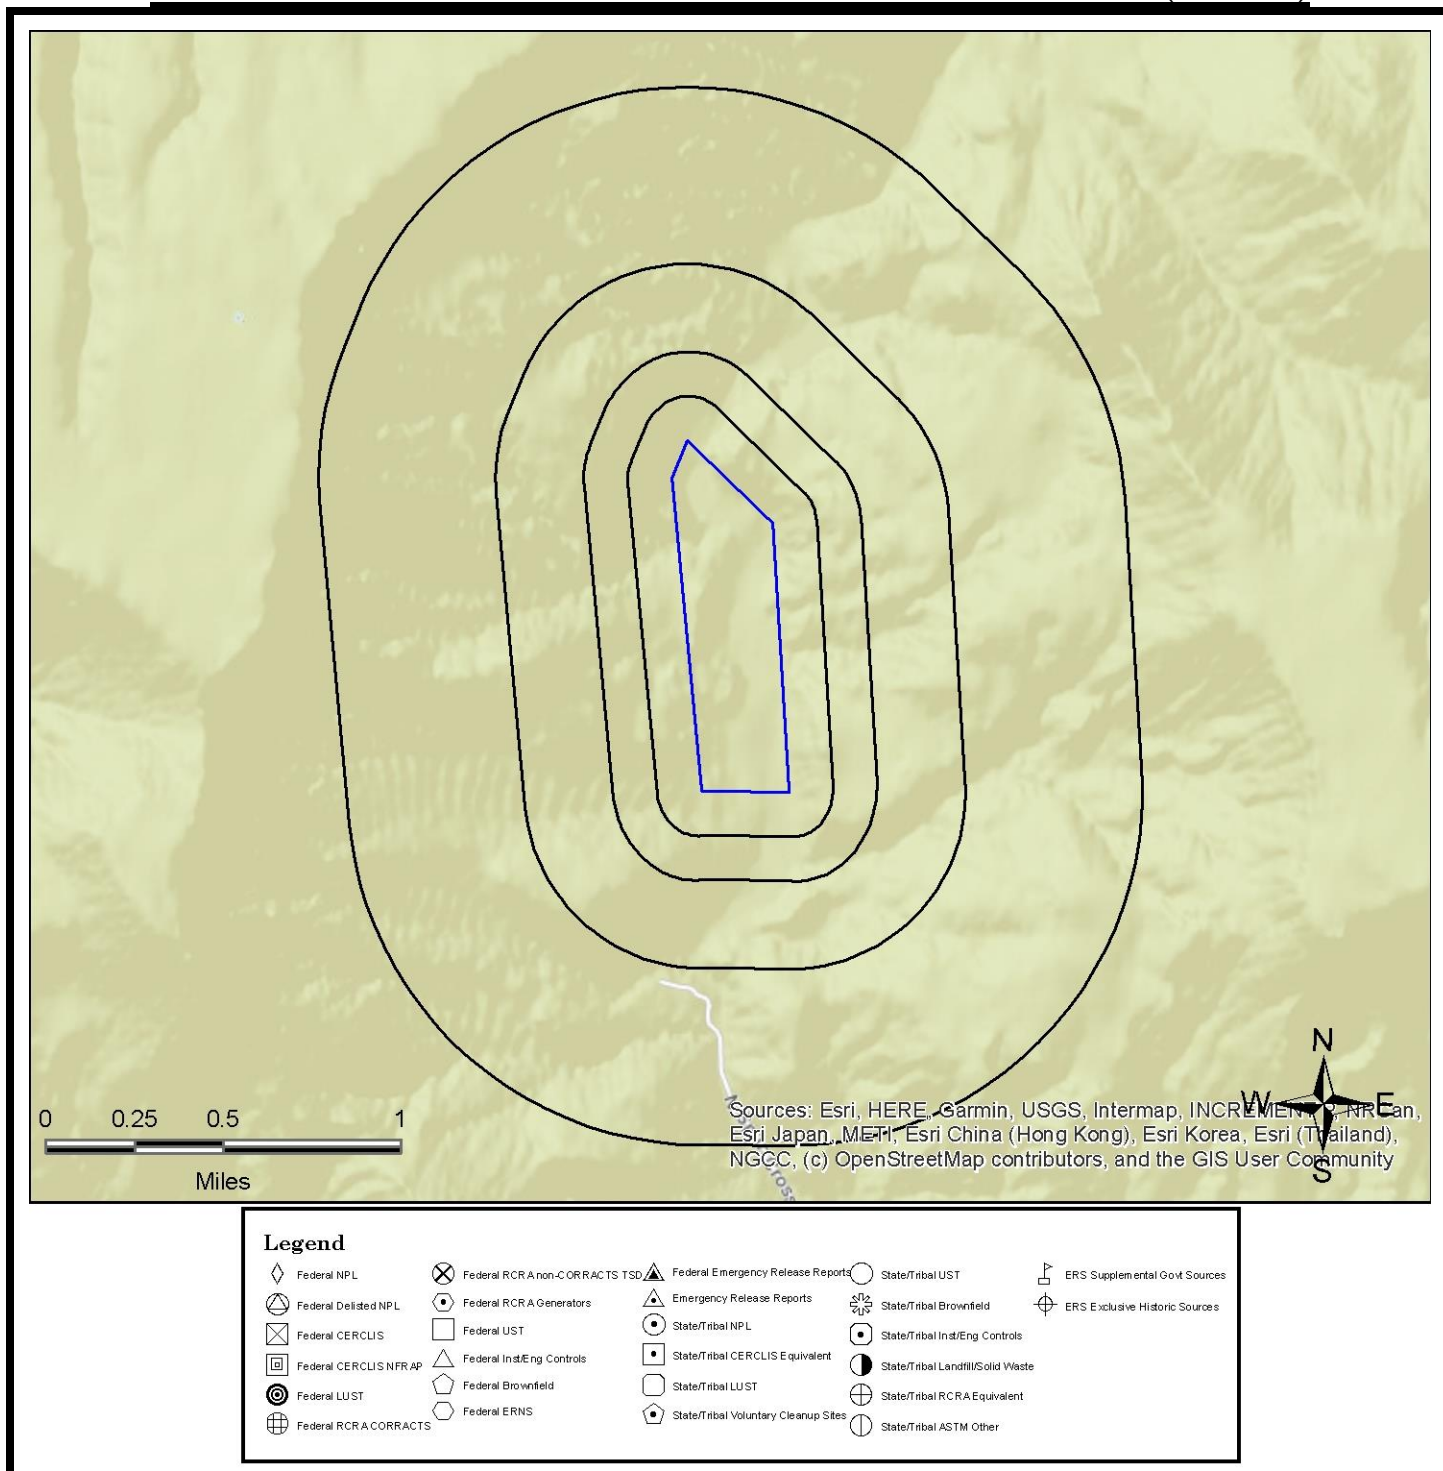 0 0.25 0.5 1
Miles
N
W E
S
Sources: Esri, HERE, Garmin, USGS, Intermap,
Esri Japan, METI, Esri China (Hong Kong), Esri Korea, Esri (Thailand),
NGCC, (c) OpenStreetMap contributors, and the GIS User Community
Legend
Federal NPL
Federal Delisted NPL
Federal CERCLIS
Federal CERCLIS NFRAP
Federal LUST
Federal RCRA CORRACTS
Federal RCRA non-CORRACTS TSD
Federal RCRA Generators
Federal UST
Federal Inst/Eng Controls
Federal Brownfield
Federal ERNS
Federal Emergency Release Reports
Emergency Release Reports
State/Tribal NPL
State/Tribal CERCLIS Equivalent
State/Tribal LUST
State/Tribal Voluntary Cleanup Sites
State/Tribal UST
State/Tribal Brownfield
State/Tribal Inst/Eng Controls
State/Tribal Landfill/Solid Waste
State/Tribal RCRA Equivalent
State/Tribal ASTM Other
ERS Supplemental Govt Sources
ERS Exclusive Historic Sources